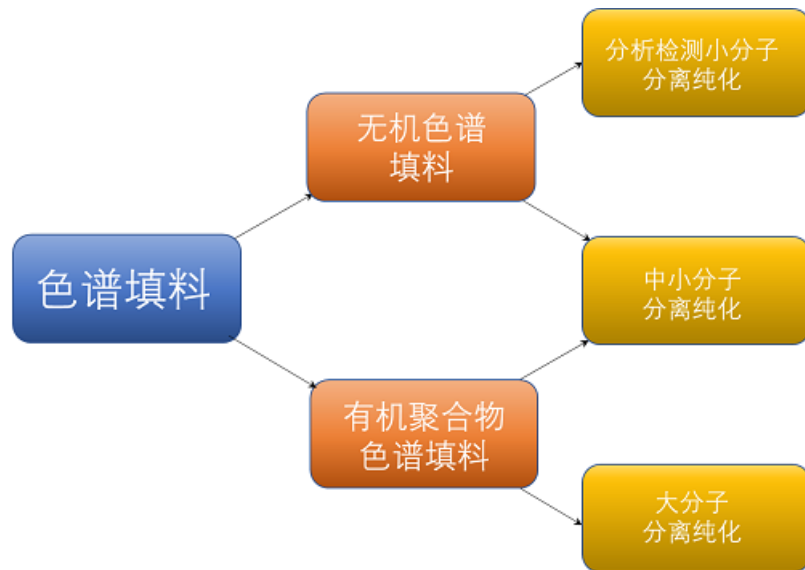 分析检测小分子
分离纯化
无机色谱
填料
色谱填料
中小分子
分离纯化
有机聚合物
色谱填料
大分子
分离纯化